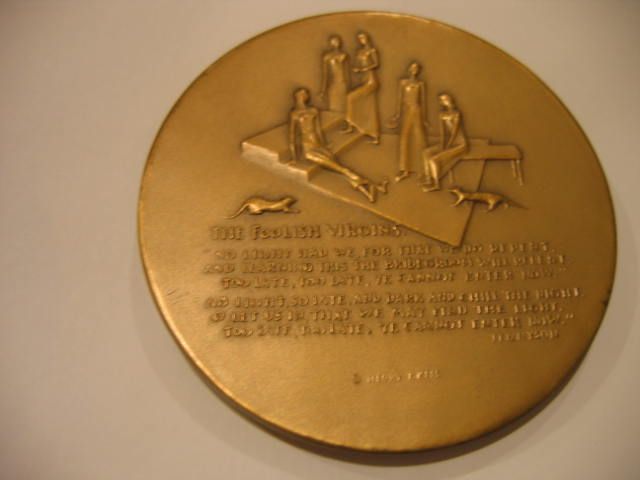 THE FOOLISH VIRGINS.
"NO LIGHT HAD WE, FOR THAT WE DO REPENT,
AND LEARNING THIS THE BRIDEGROOM WILL RELENT.
TOO LATE, TOO LATE, YE CANNOT ENTER NOW."
NO LIGHT, SO LATE, AND DARK AND CHILL THE NIGHT.
O LET US IN THAT WE MAY FIND THE LIGHT,
TOO LATE, TOO LATE, YE CANNOT ENTER NOW."
TENNYSON